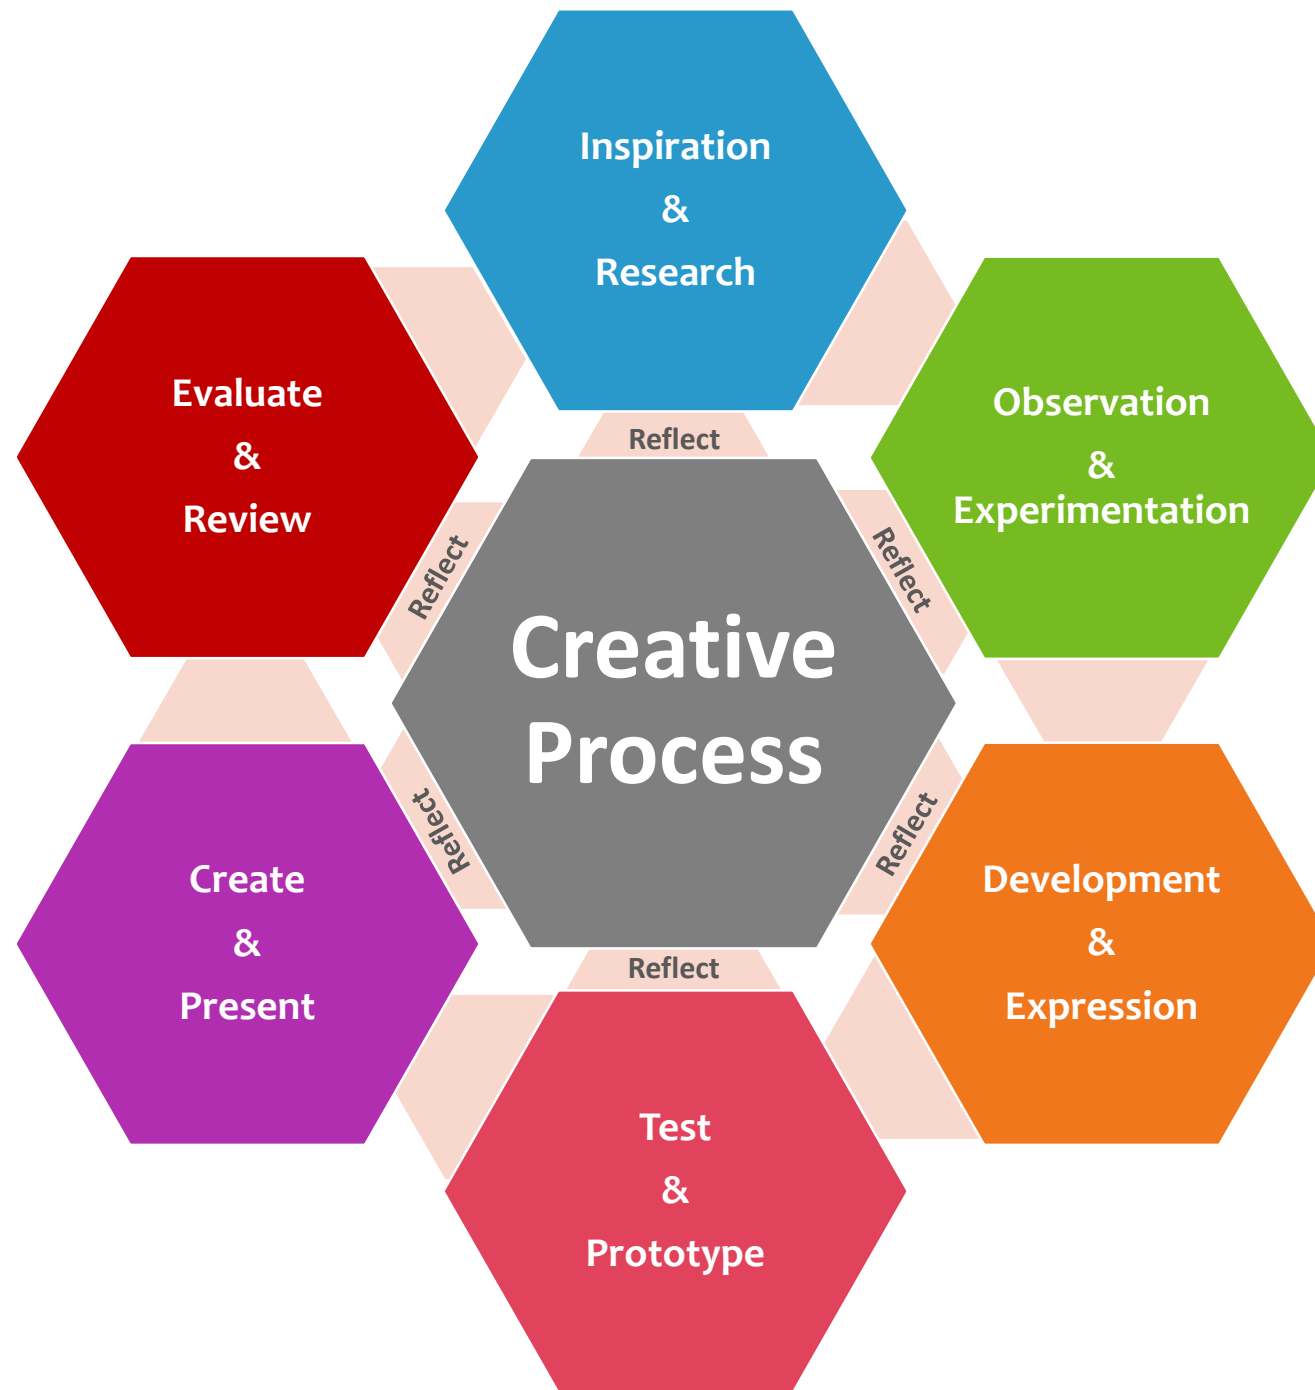 Inspiration
&
Research
Observation
&
Experimentation
Development
&
Expression
Test
&
Prototype
Create
&
Present
Evaluate
&
Review
Creative
Process
Reflect
Reflect
Reflect
Reflect
Reflect
Reflect